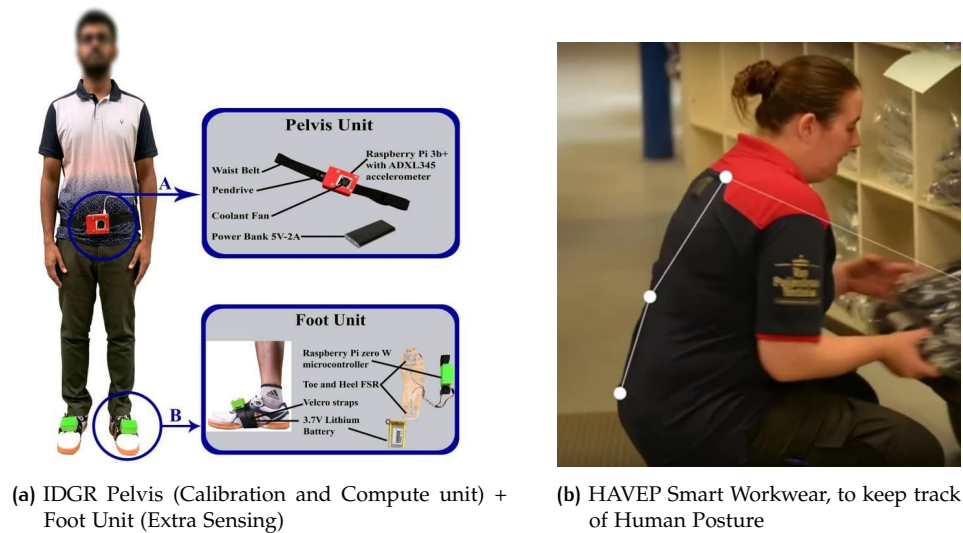 Pelvis Unit
Waist Belt
Pendrive
Coolant Fan
Power Bank 5V-2A
Raspberry Pi 3b+
with ADXL345
accelerometer
A
Foot Unit
Raspberry Pi zero W
microcontroller
Toe and Heel FSR
Velcro straps
3.7V Lithium
Battery
B
(a) IDGR Pelvis (Calibration and Compute unit) +
Foot Unit (Extra Sensing)
(b) HAVEP Smart Workwear, to keep track
of Human Posture